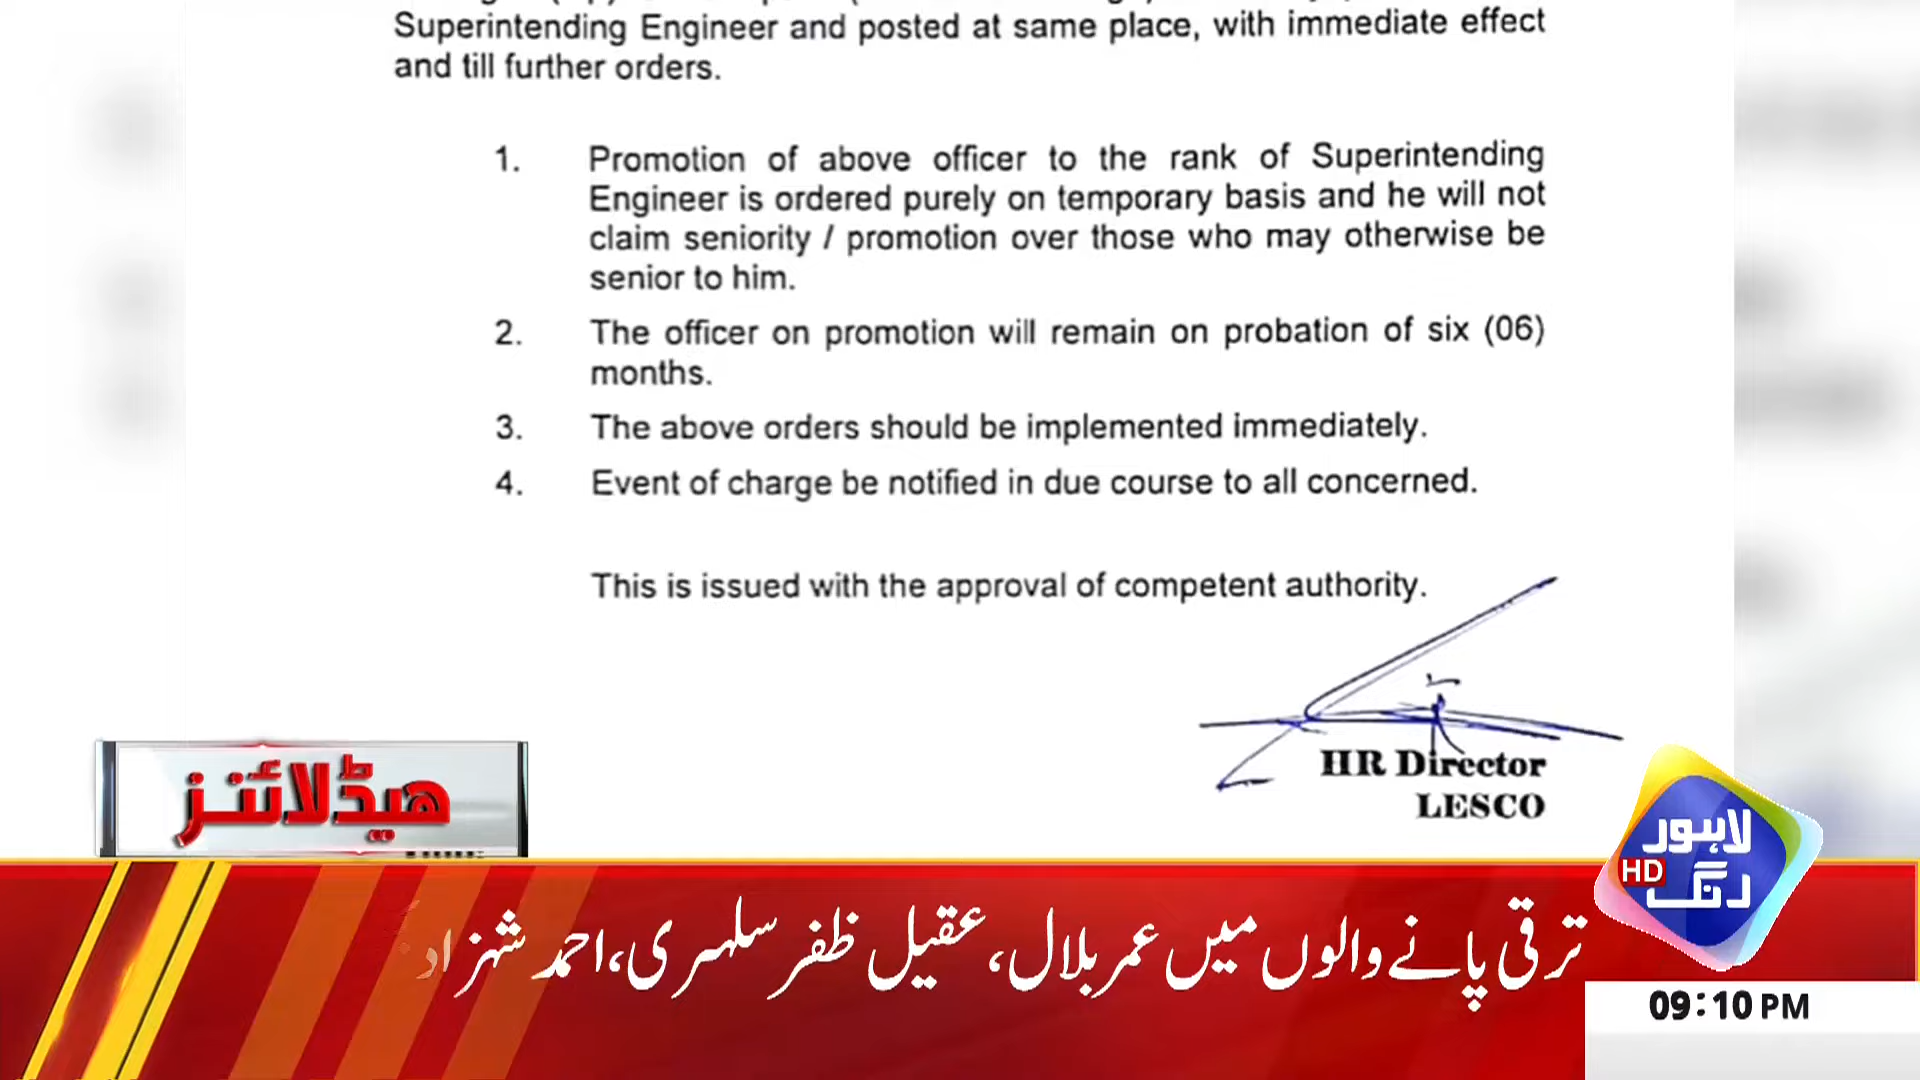 Superintending Engineer and posted at same place, with immediate effect
and till further orders.
1. Promotion of above officer to the rank of Superintending
Engineer is ordered purely on temporary basis and he will not
claim seniority / promotion over those who may otherwise be
senior to him.
2. The officer on promotion will remain on probation of six (06)
months.
3. The above orders should be implemented immediately.
4. Event of charge be notified in due course to all concerned.
This is issued with the approval of competent authority.
HR Director
LESCO
ہیڈلائنز
لاہور
رنگ
HD
ترقی پانے والوں میں عمر بلال، عقیل ظفر سلہری، احمد شہزاد
09:10 PM